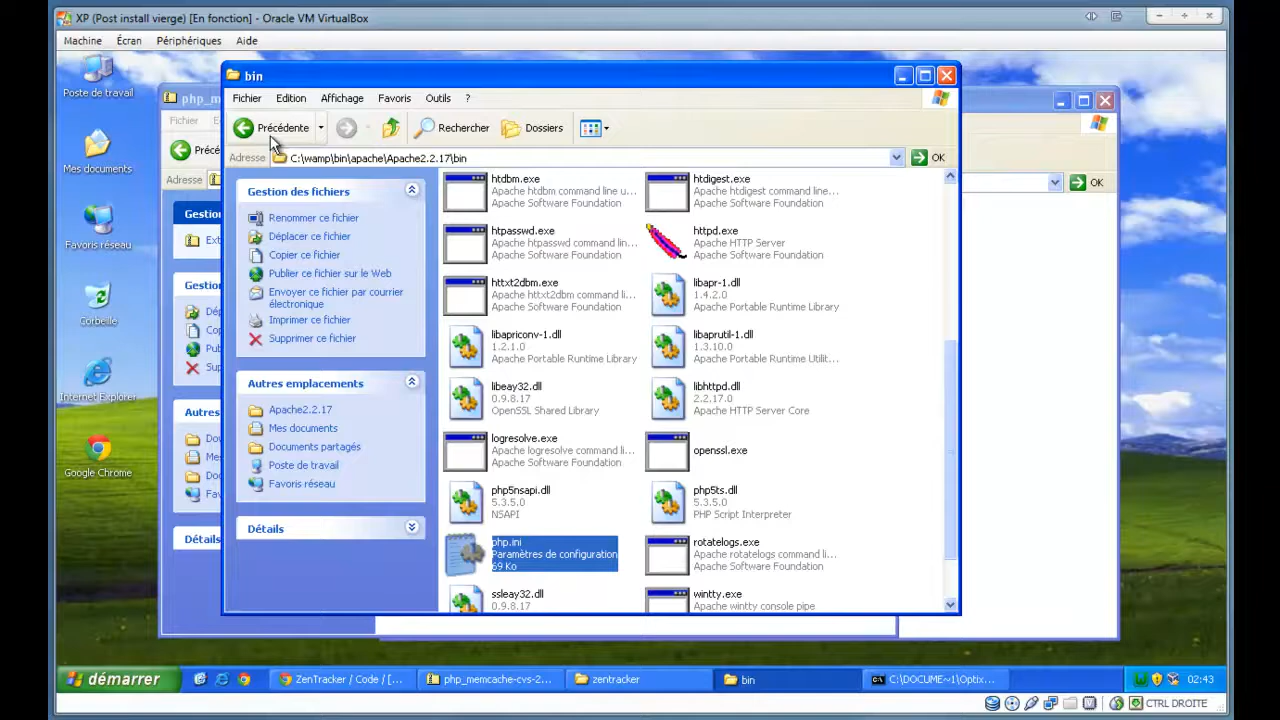 XP (Post install vierge) [En fonction] - Oracle VM VirtualBox
Machine Écran Périphériques Aide
Poste de travail
Mes documents
Favoris réseau
Corbeille
Internet Explorer
Google Chrome
php_me
Fichier
Précé
Adresse
OK
Gestion
Ext
Gestion
Dép
Cop
Pub
Sup
Autres
Do
Me
Do
Fav
Détails
bin
Fichier Edition Affichage Favoris Outils ?
Précédente Rechercher Dossiers
Adresse C:\wamp\bin\apache\Apache2.2.17\bin OK
Gestion des fichiers
Renommer ce fichier
Déplacer ce fichier
Copier ce fichier
Publier ce fichier sur le Web
Envoyer ce fichier par courrier
électronique
Imprimer ce fichier
Supprimer ce fichier
Autres emplacements
Apache2.2.17
Mes documents
Documents partagés
Poste de travail
Favoris réseau
Détails
htdbm.exe
Apache htdbm command line u...
Apache Software Foundation
htdigest.exe
Apache htdigest command line...
Apache Software Foundation
htpasswd.exe
Apache htpasswd command lin...
Apache Software Foundation
httpd.exe
Apache HTTP Server
Apache Software Foundation
httxt2dbm.exe
Apache httxt2dbm command li...
Apache Software Foundation
libapr-1.dll
1.4.2.0
Apache Portable Runtime Library
libapriconv-1.dll
1.2.1.0
Apache Portable Runtime Library
libaprutil-1.dll
1.3.10.0
Apache Portable Runtime Utilit...
libeay32.dll
0.9.8.17
OpenSSL Shared Library
libhttpd.dll
2.2.17.0
Apache HTTP Server Core
logresolve.exe
Apache logresolve command li...
Apache Software Foundation
openssl.exe
php5nsapi.dll
5.3.5.0
NSAPI
php5ts.dll
5.3.5.0
PHP Script Interpreter
php.ini
Paramètres de configuration
69 Ko
rotatelogs.exe
Apache rotatelogs command li...
Apache Software Foundation
ssleay32.dll
0.9.8.17
wintty.exe
Apache wintty console pipe
démarrer ZenTracker / Code / [... php_memcache-cvs-2... zentracker bin C:\DOCUME~1\Optix... 02:43
CTRL DROITE